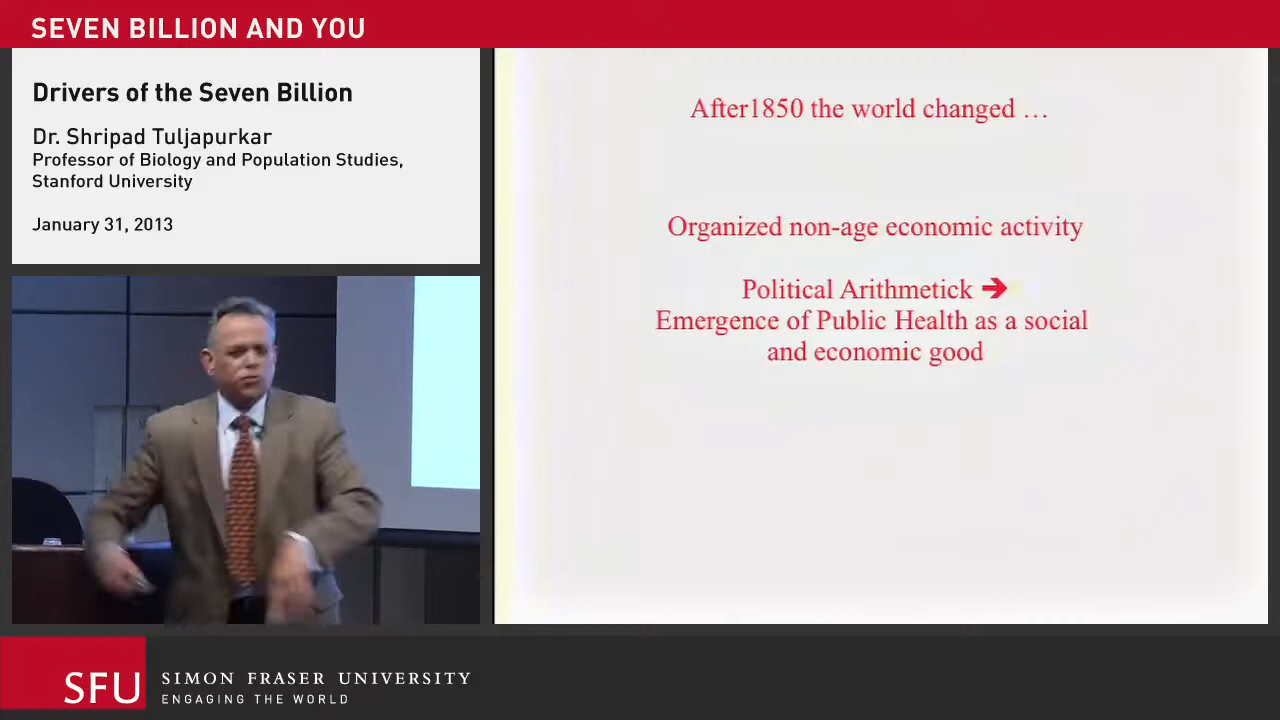 SEVEN BILLION AND YOU
Drivers of the Seven Billion
Dr. Shripad Tuljapurkar
Professor of Biology and Population Studies,
Stanford University
January 31, 2013
After1850 the world changed …
Organized non-age economic activity
Political Arithmetick ➔
Emergence of Public Health as a social
and economic good
SFU
SIMON FRASER UNIVERSITY
ENGAGING THE WORLD